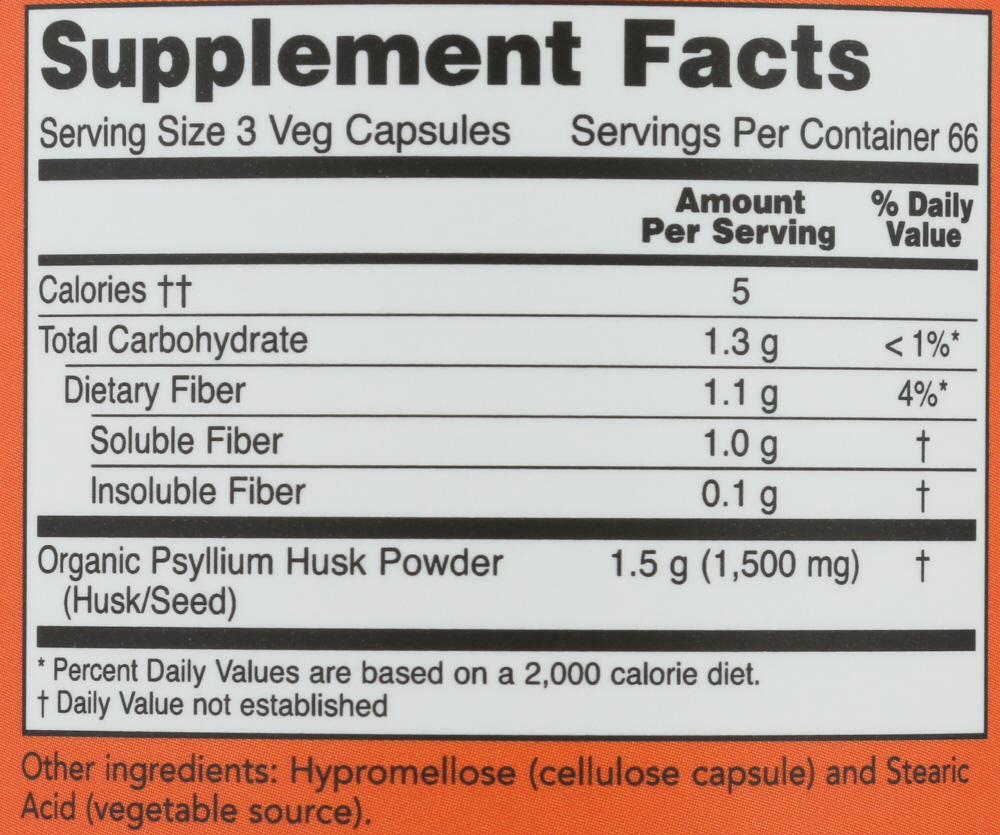 Supplement Facts
Serving Size 3 Veg Capsules Servings Per Container 66
Amount Per Serving % Daily Value
Calories †† 5
Total Carbohydrate 1.3 g < 1%*
Dietary Fiber 1.1 g 4%*
Soluble Fiber 1.0 g †
Insoluble Fiber 0.1 g †
Organic Psyllium Husk Powder 1.5 g (1,500 mg) †
(Husk/Seed)
* Percent Daily Values are based on a 2,000 calorie diet.
† Daily Value not established
Other ingredients: Hypromellose (cellulose capsule) and Stearic
Acid (vegetable source).